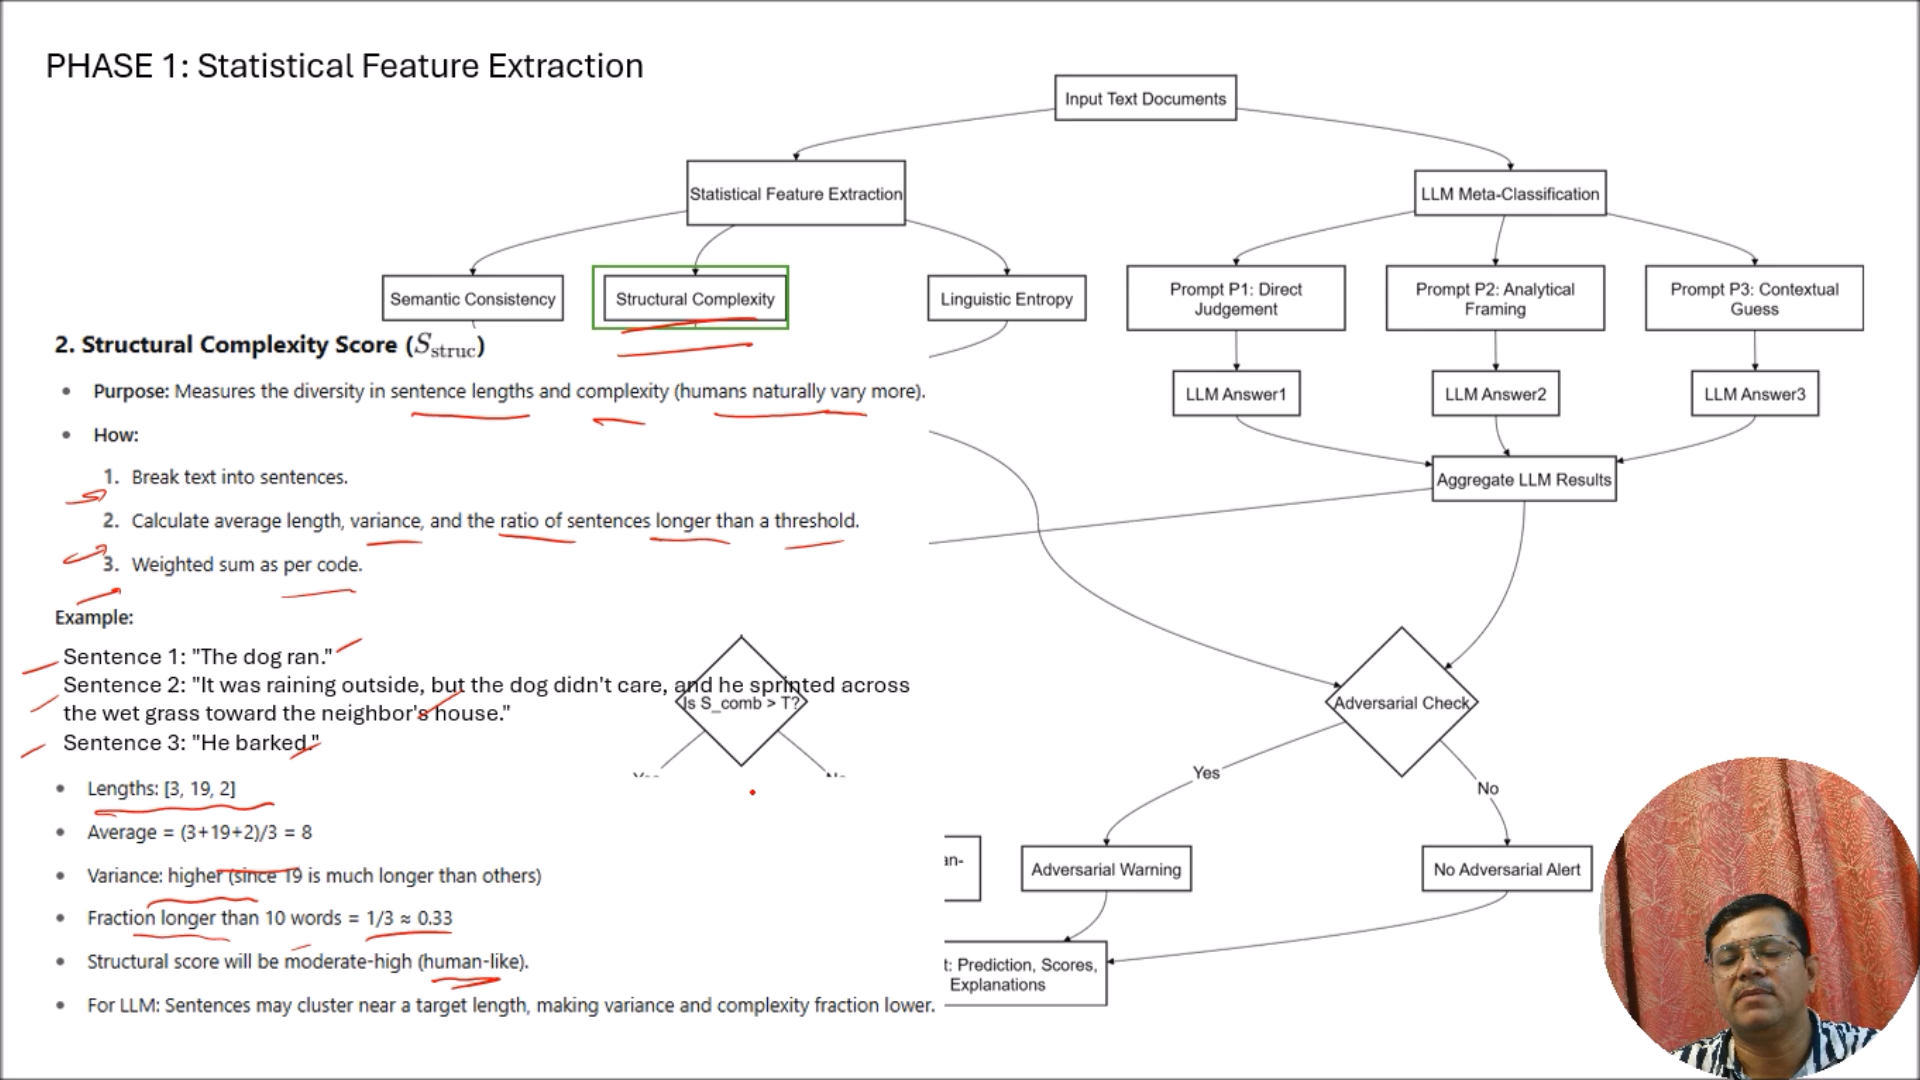 PHASE 1: Statistical Feature Extraction
Input Text Documents
Statistical Feature Extraction
LLM Meta-Classification
Semantic Consistency
Structural Complexity
Linguistic Entropy
Prompt P1: Direct
Judgement
Prompt P2: Analytical
Framing
Prompt P3: Contextual
Guess
LLM Answer1
LLM Answer2
LLM Answer3
Aggregate LLM Results
2. Structural Complexity Score (S_struc)
• Purpose: Measures the diversity in sentence lengths and complexity (humans naturally vary more).
• How:
1. Break text into sentences.
2. Calculate average length, variance, and the ratio of sentences longer than a threshold.
3. Weighted sum as per code.
Example:
Sentence 1: "The dog ran."
Sentence 2: "It was raining outside, but the dog didn't care, and he sprinted across
the wet grass toward the neighbor's house."
Sentence 3: "He barked."
Is S_comb > T?
• Lengths: [3, 19, 2]
• Average = (3+19+2)/3 = 8
• Variance: higher (since 19 is much longer than others)
• Fraction longer than 10 words = 1/3 ≈ 0.33
• Structural score will be moderate-high (human-like).
• For LLM: Sentences may cluster near a target length, making variance and complexity fraction lower.
Adversarial Check
Yes
No
an-
Adversarial Warning
No Adversarial Alert
t: Prediction, Scores,
Explanations